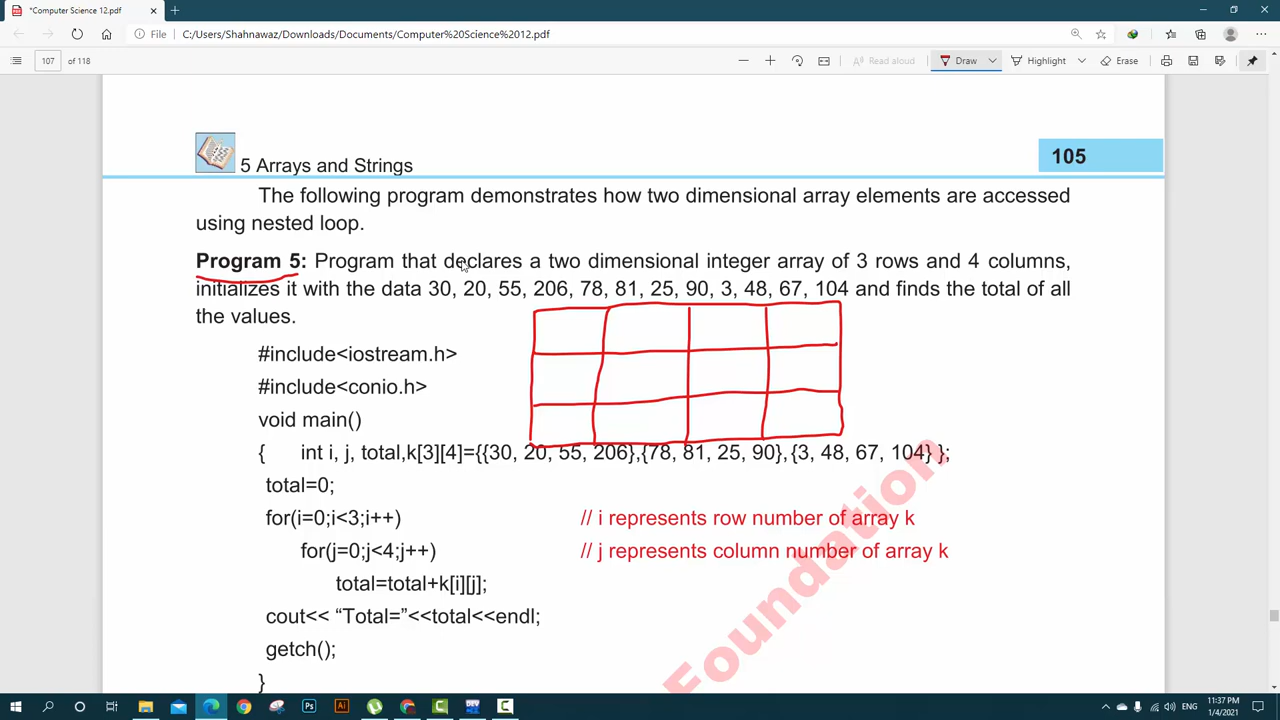 *Computer Science 12.pdf
File C:/Users/Shahnawaz/Downloads/Documents/Computer%20Science%2012.pdf
107 of 118 Read aloud Draw Highlight Erase
5 Arrays and Strings 105
The following program demonstrates how two dimensional array elements are accessed
using nested loop.
Program 5: Program that declares a two dimensional integer array of 3 rows and 4 columns,
initializes it with the data 30, 20, 55, 206, 78, 81, 25, 90, 3, 48, 67, 104 and finds the total of all
the values.
#include<iostream.h>
#include<conio.h>
void main()
{ int i, j, total,k[3][4]={{30, 20, 55, 206},{78, 81, 25, 90},{3, 48, 67, 104} };
total=0;
for(i=0;i<3;i++) // i represents row number of array k
for(j=0;j<4;j++) // j represents column number of array k
total=total+k[i][j];
cout<< “Total=”<<total<<endl;
getch();
}
Foundation
ENG 11:37 PM
1/4/2021